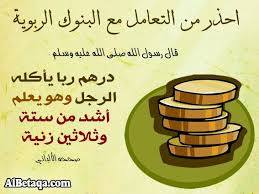 احذر من التعامل مع البنوك الربوية
قال رسول الله صلى الله عليه وسلم
درهم ربا يأكله
الرجل وهو يعلم
أشد من ستة
وثلاثين زنية
صححه الألباني
AlBetaqa.com